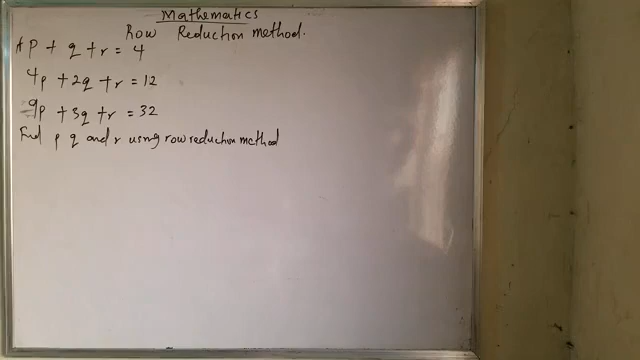 Mathematics
Row Reduction method.
p + q + r = 4
4p + 2q + r = 12
9p + 3q + r = 32
Find p q and r using row reduction method